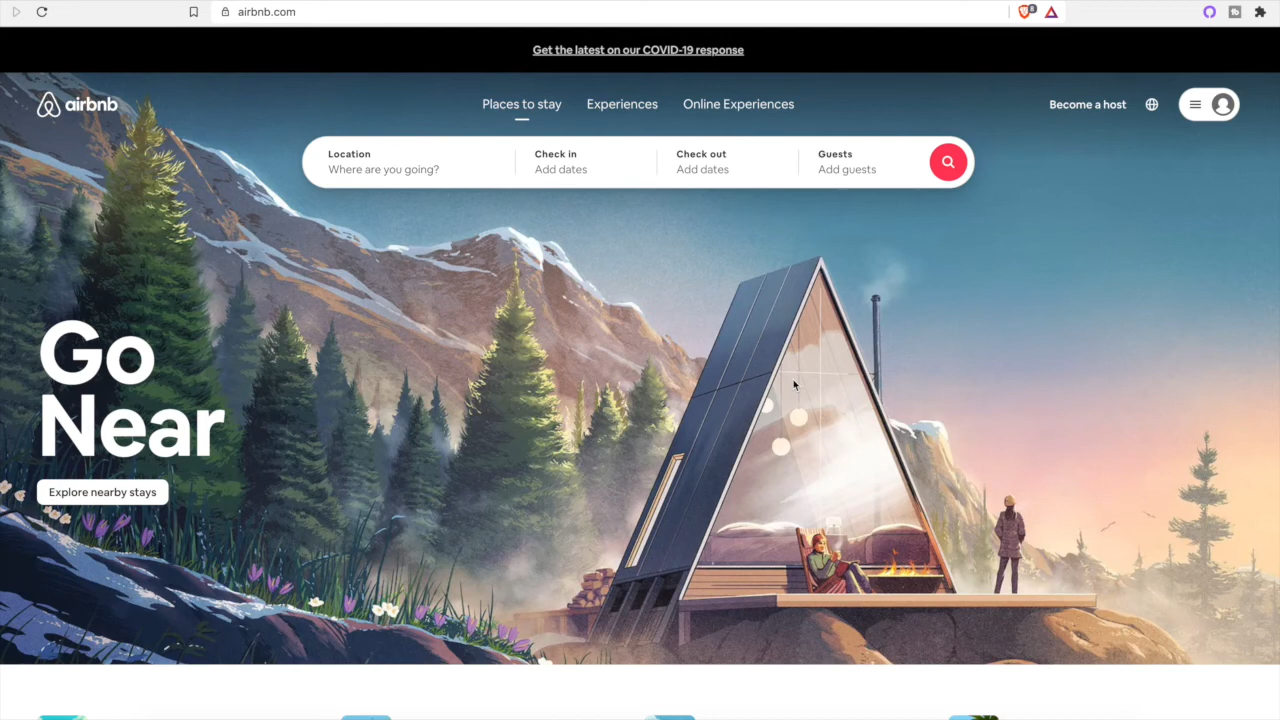 airbnb.com
8
Get the latest on our COVID-19 response
airbnb
Places to stay
Experiences
Online Experiences
Become a host
Location
Where are you going?
Check in
Add dates
Check out
Add dates
Guests
Add guests
Go
Near
Explore nearby stays